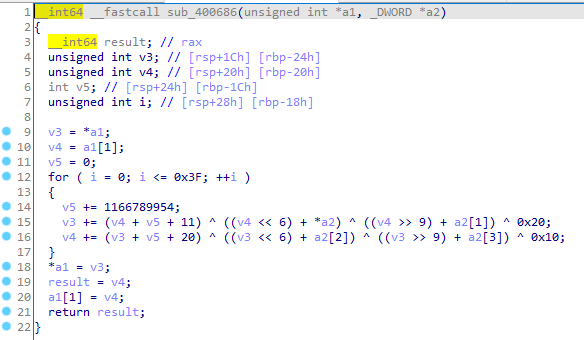 1 __int64 __fastcall sub_400686(unsigned int *a1, _DWORD *a2)
2 {
3 __int64 result; // rax
4 unsigned int v3; // [rsp+1Ch] [rbp-24h]
5 unsigned int v4; // [rsp+20h] [rbp-20h]
6 int v5; // [rsp+24h] [rbp-1Ch]
7 unsigned int i; // [rsp+28h] [rbp-18h]
8
9 v3 = *a1;
10 v4 = a1[1];
11 v5 = 0;
12 for ( i = 0; i <= 0x3F; ++i )
13 {
14 v5 += 1166789954;
15 v3 += (v4 + v5 + 11) ^ ((v4 << 6) + *a2) ^ ((v4 >> 9) + a2[1]) ^ 0x20;
16 v4 += (v3 + v5 + 20) ^ ((v3 << 6) + a2[2]) ^ ((v3 >> 9) + a2[3]) ^ 0x10;
17 }
18 *a1 = v3;
19 result = v4;
20 a1[1] = v4;
21 return result;
22 }